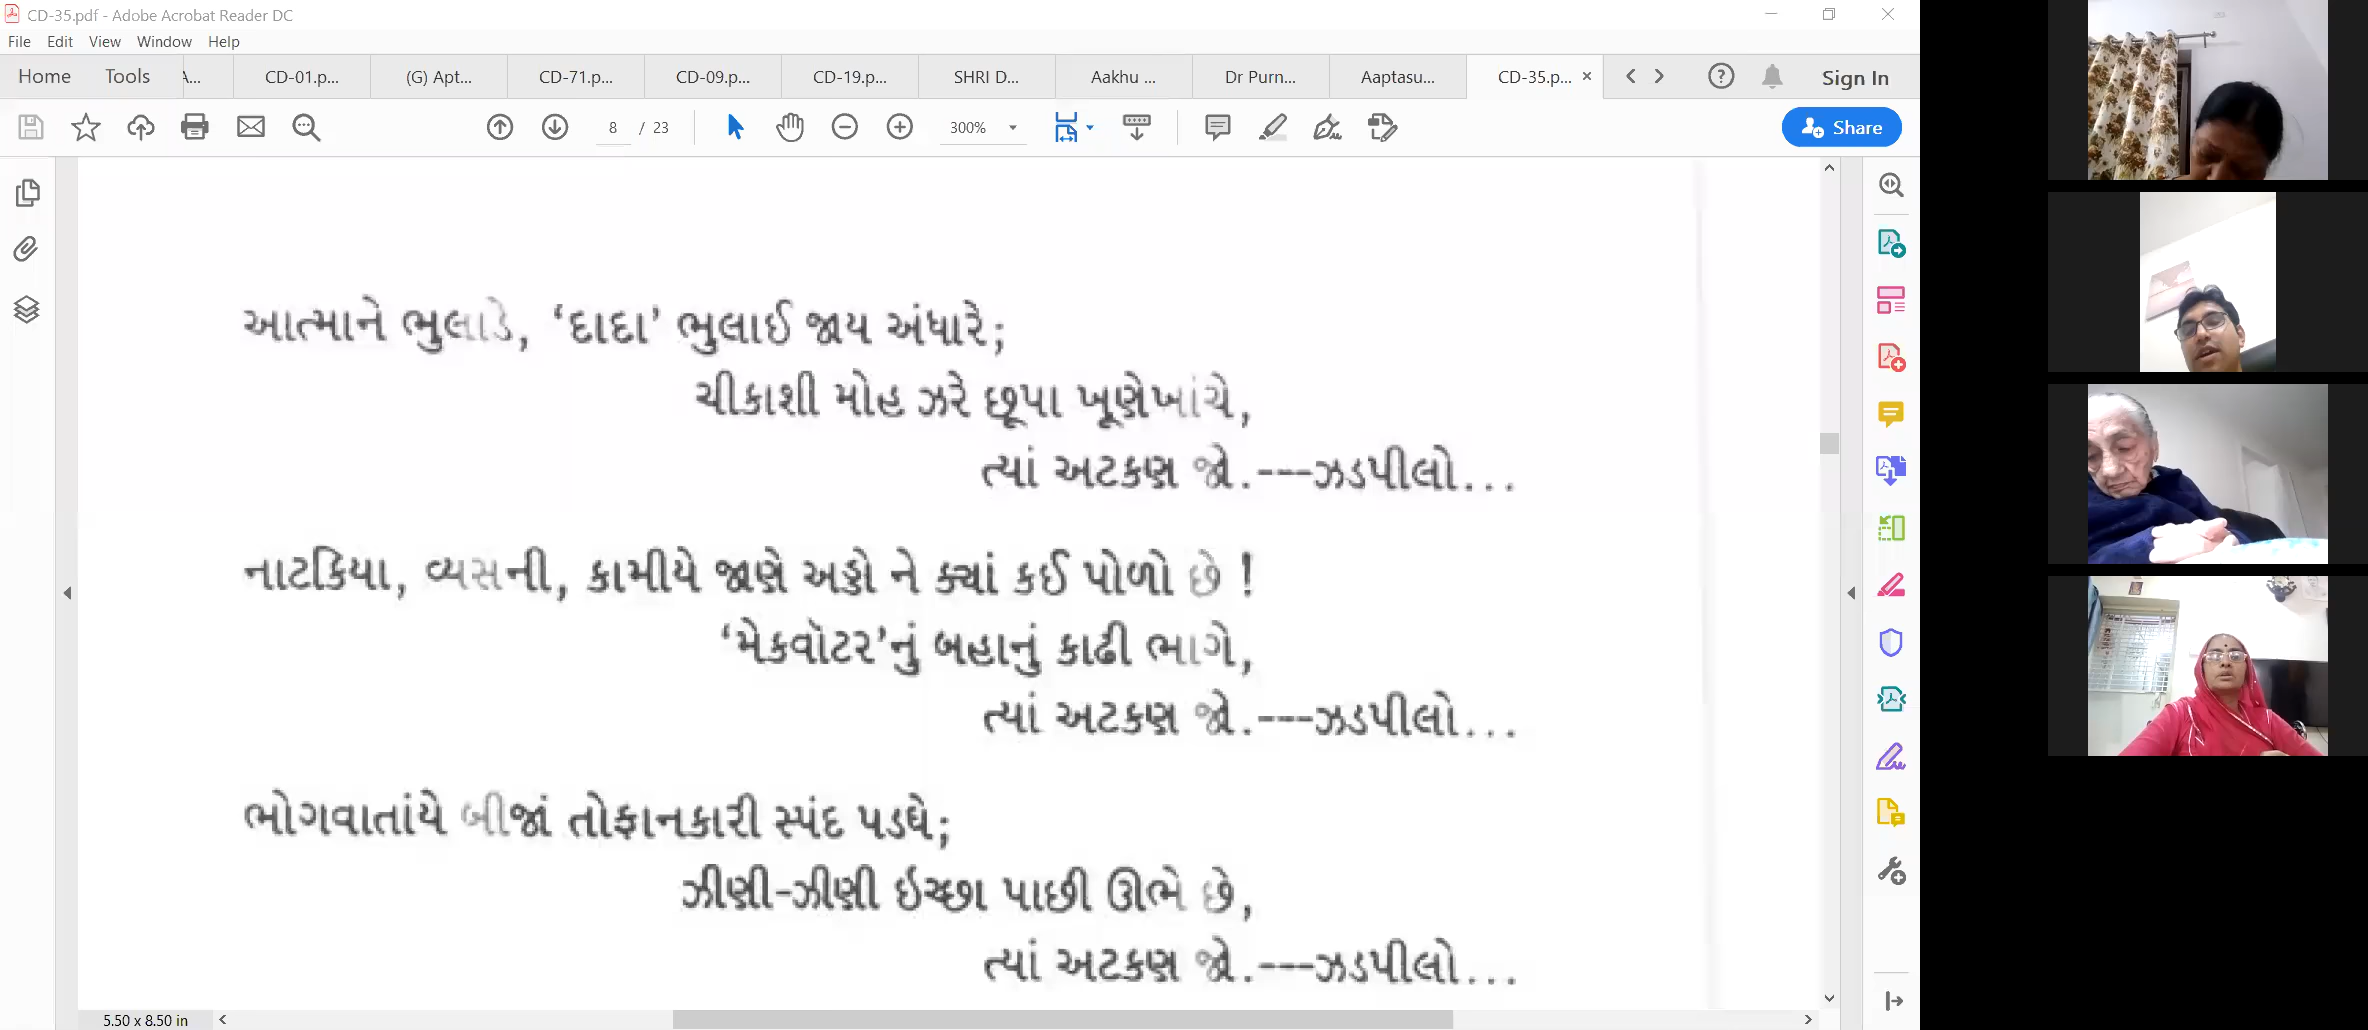 CD-35.pdf - Adobe Acrobat Reader DC
File Edit View Window Help
Home Tools A... CD-01.p... (G) Apt... CD-71.p... CD-09.p... CD-19.p... SHRI D... Aakhu ... Dr Purn... Aaptasu... CD-35.p... Sign In
8 / 23 300% Share
આત્માને ભુલાડે, ‘દાદા’ ભુલાઈ જાય અંધારે;
ચીકાશી મોહ ઝરે છૂપા ખૂણેખાંચે,
ત્યાં અટકણ જો.---ઝડપીલો...
નાટકિયા, વ્યસની, કામીયે જાણે અડ્ડો ને ક્યાં કઈ પોળો છે !
‘મેકવૉટર’નું બહાનું કાઢી ભાગે,
ત્યાં અટકણ જો.---ઝડપીલો...
ભોગવાતાંયે બીજાં તોફાનકારી સ્પંદ પડઘે;
ઝીણી-ઝીણી ઇચ્છા પાછી ઊભે છે,
ત્યાં અટકણ જો.---ઝડપીલો...
5.50 x 8.50 in